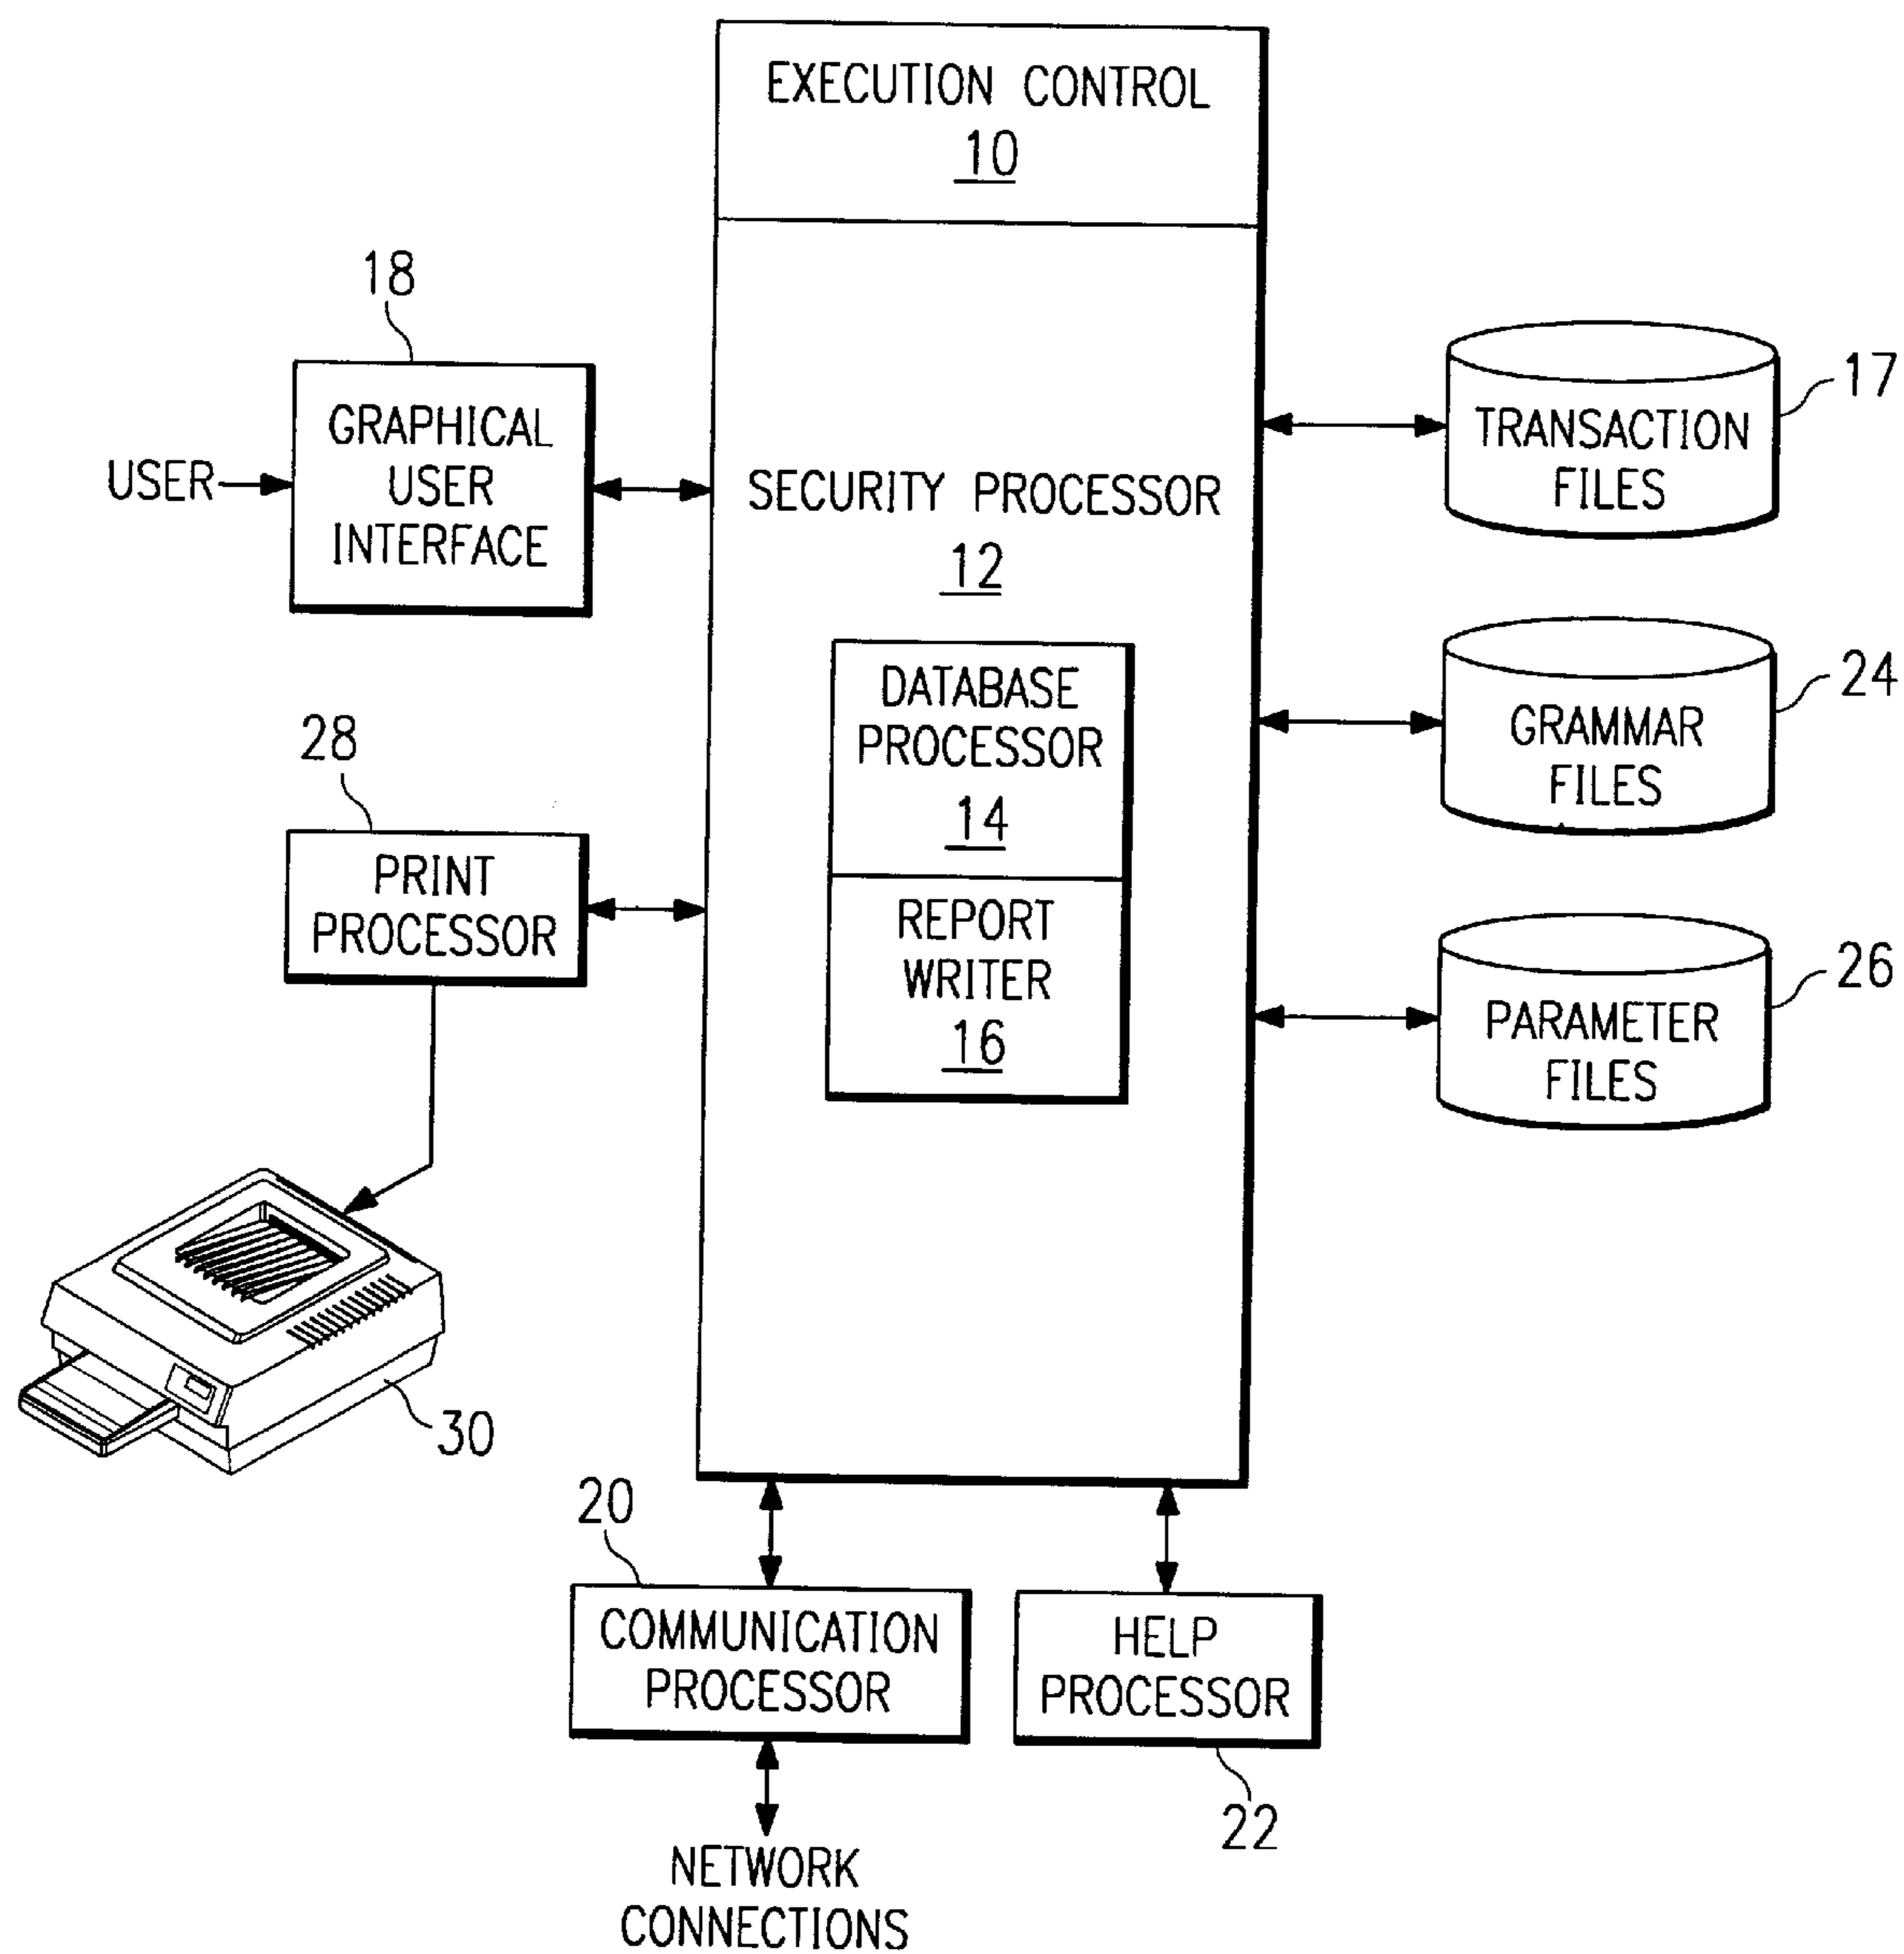 EXECUTION CONTROL
10
18
GRAPHICAL
USER
INTERFACE
USER
SECURITY PROCESSOR
12
TRANSACTION
FILES
17
DATABASE
PROCESSOR
14
GRAMMAR
FILES
24
28
PRINT
PROCESSOR
REPORT
WRITER
16
PARAMETER
FILES
26
30
20
COMMUNICATION
PROCESSOR
HELP
PROCESSOR
22
NETWORK
CONNECTIONS